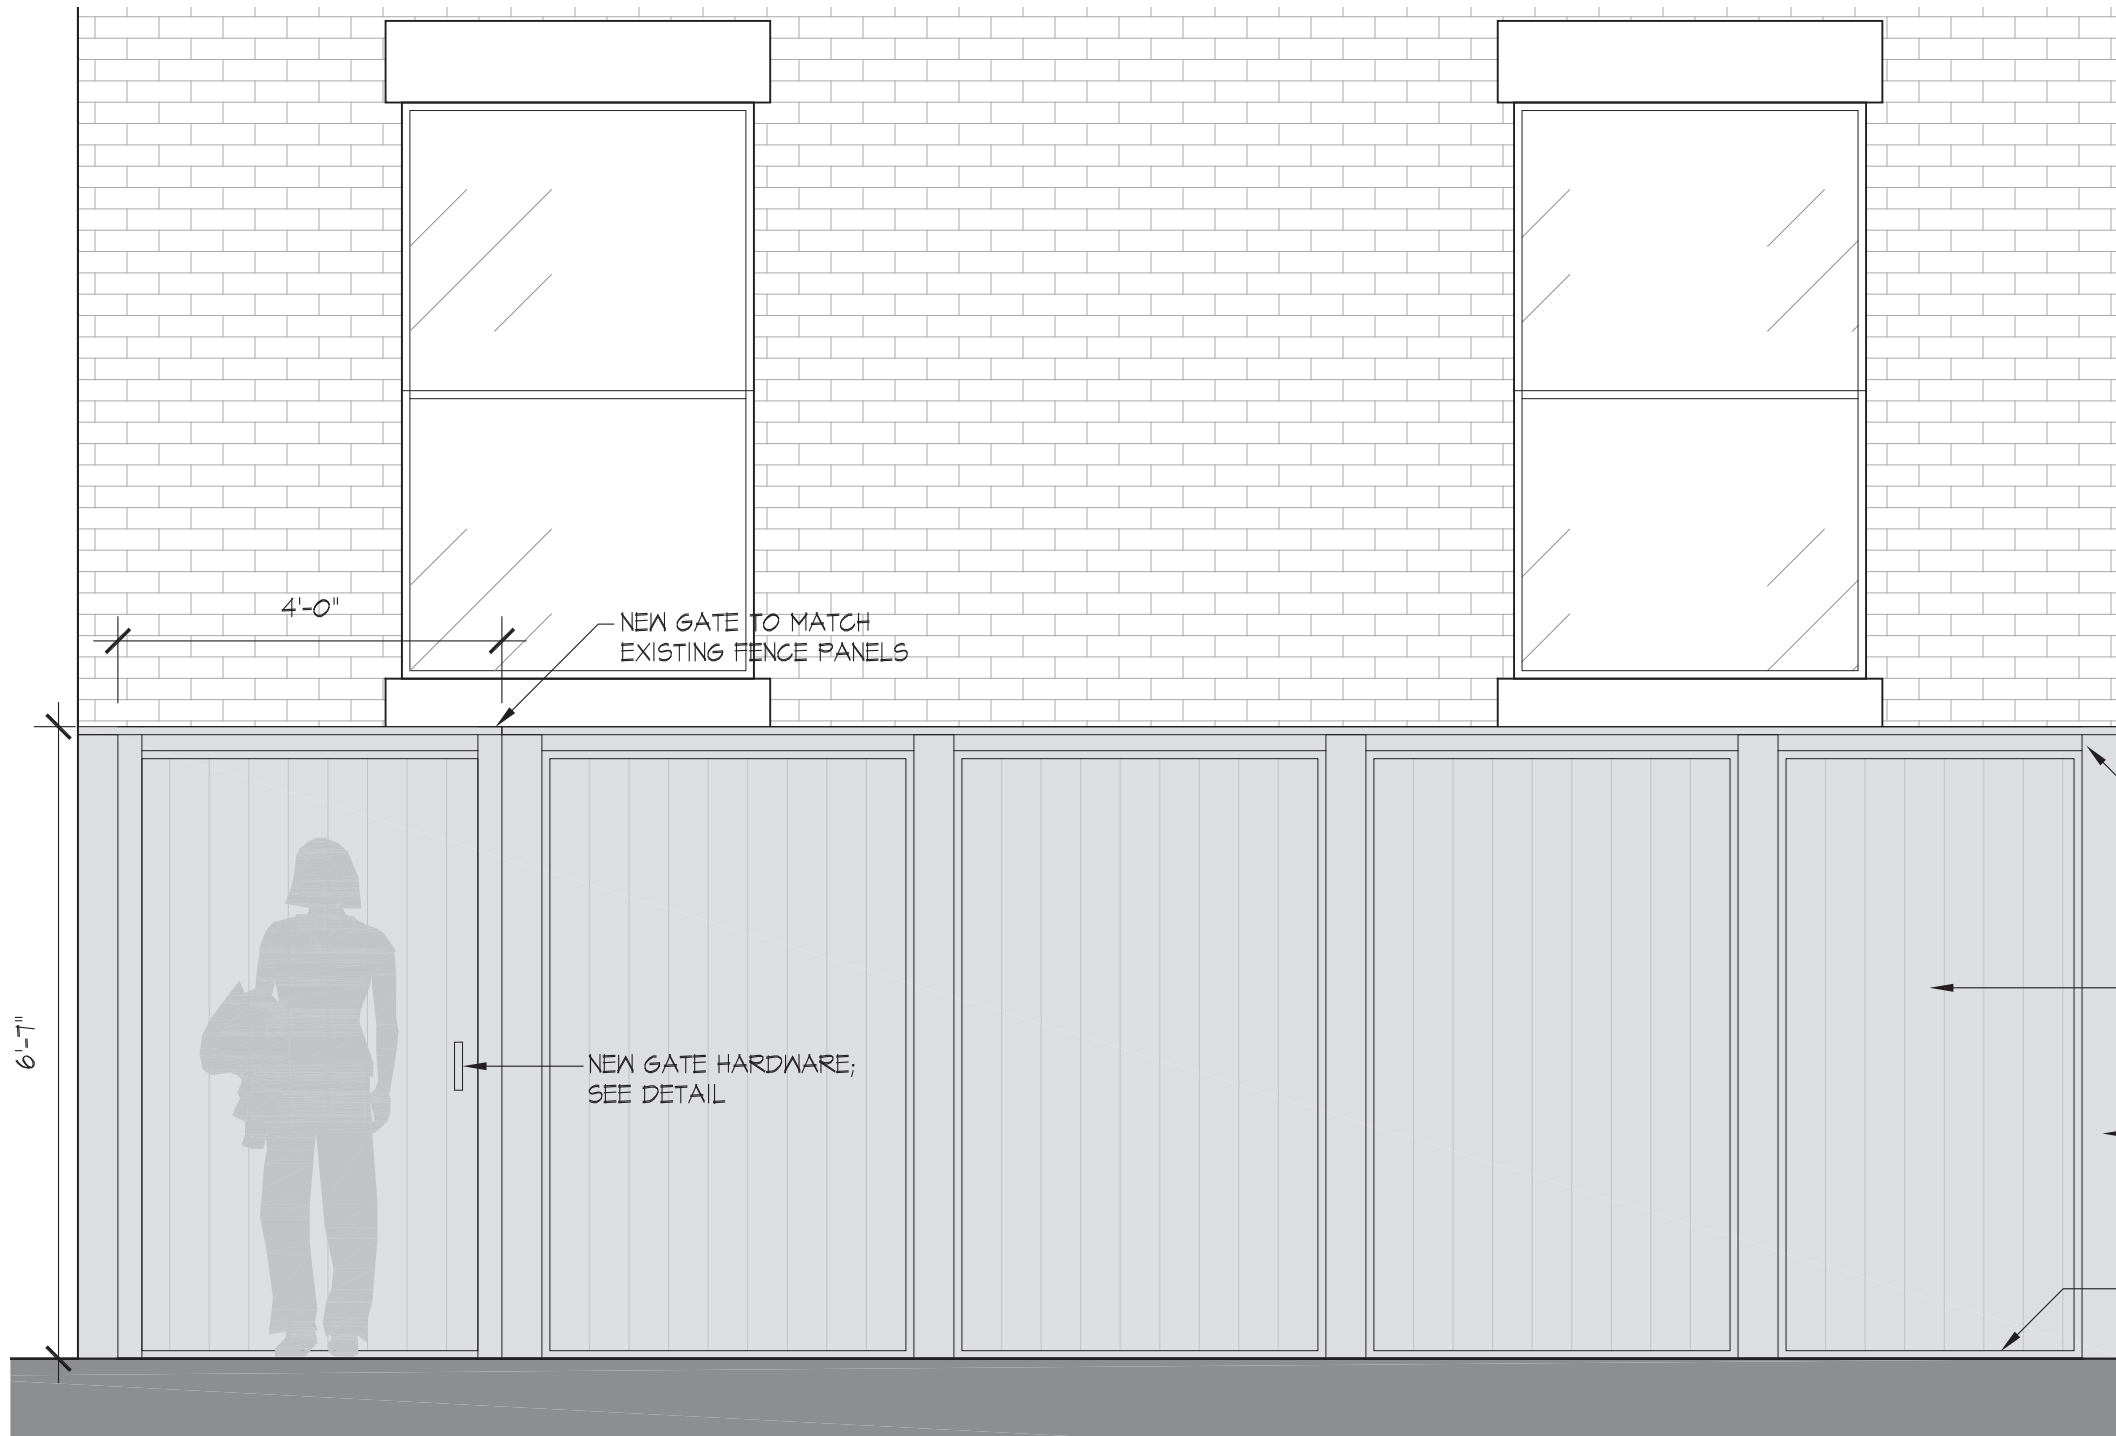 4'-0"
NEW GATE TO MATCH
EXISTING FENCE PANELS
6'-7"
NEW GATE HARDWARE;
SEE DETAIL